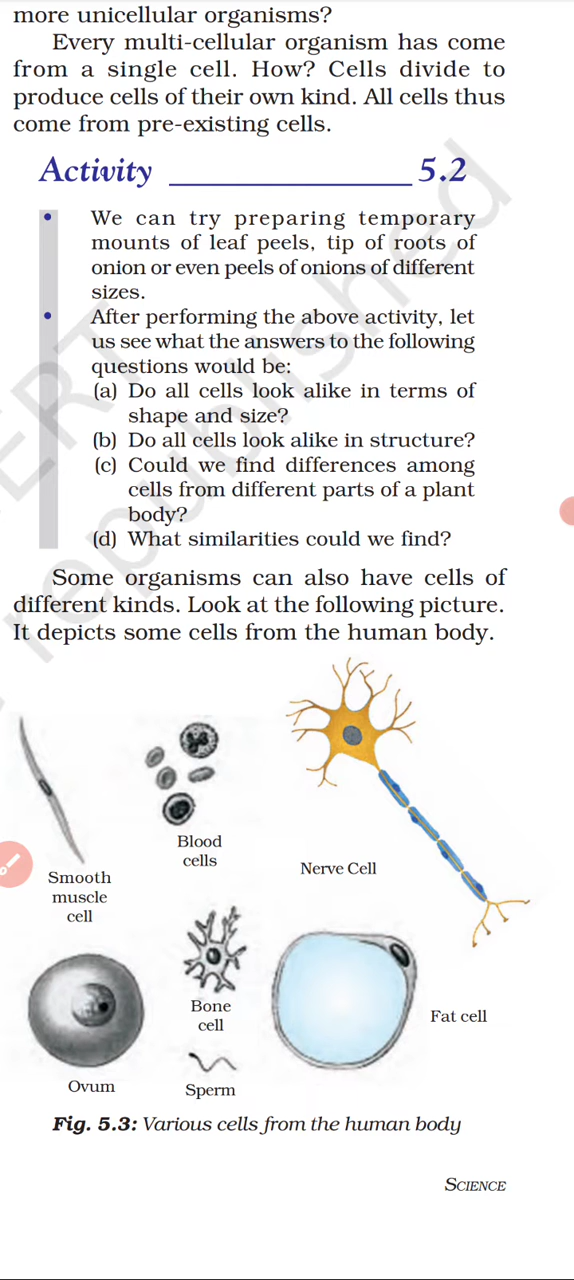 more unicellular organisms?
Every multi-cellular organism has come
from a single cell. How? Cells divide to
produce cells of their own kind. All cells thus
come from pre-existing cells.
Activity 5.2
• We can try preparing temporary
mounts of leaf peels, tip of roots of
onion or even peels of onions of different
sizes.
• After performing the above activity, let
us see what the answers to the following
questions would be:
(a) Do all cells look alike in terms of
shape and size?
(b) Do all cells look alike in structure?
(c) Could we find differences among
cells from different parts of a plant
body?
(d) What similarities could we find?
Some organisms can also have cells of
different kinds. Look at the following picture.
It depicts some cells from the human body.
Smooth
muscle
cell
Blood
cells
Nerve Cell
Ovum
Bone
cell
Sperm
Fat cell
Fig. 5.3: Various cells from the human body
SCIENCE
republished